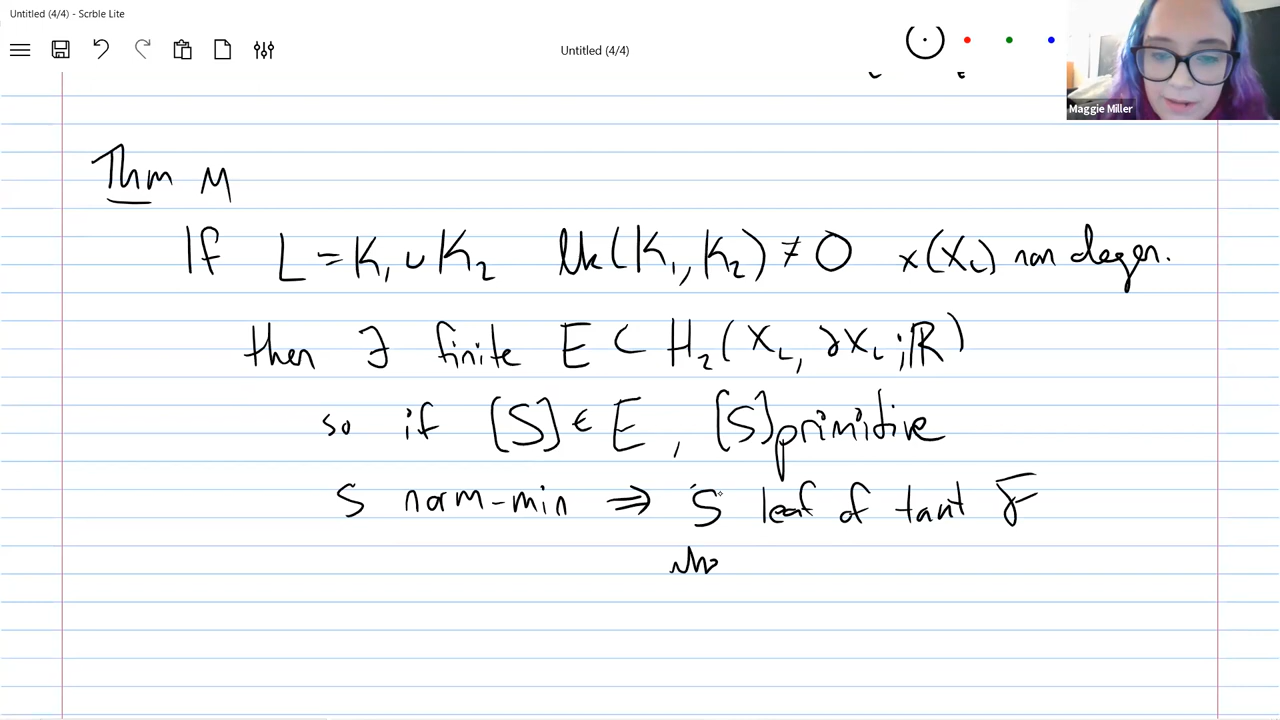 Untitled (4/4) - Scrble Lite
Untitled (4/4)
Maggie Miller
Thm M
If L = K₁ ∪ K₂ lk(K₁, K₂) ≠ 0 x(X_L) non degen.
then ∃ finite E ⊂ H₂(X_L, ∂X_L; ℝ)
so if [S] ∈ E, [S] primitive
S norm-min ⇒ S leaf of taut F